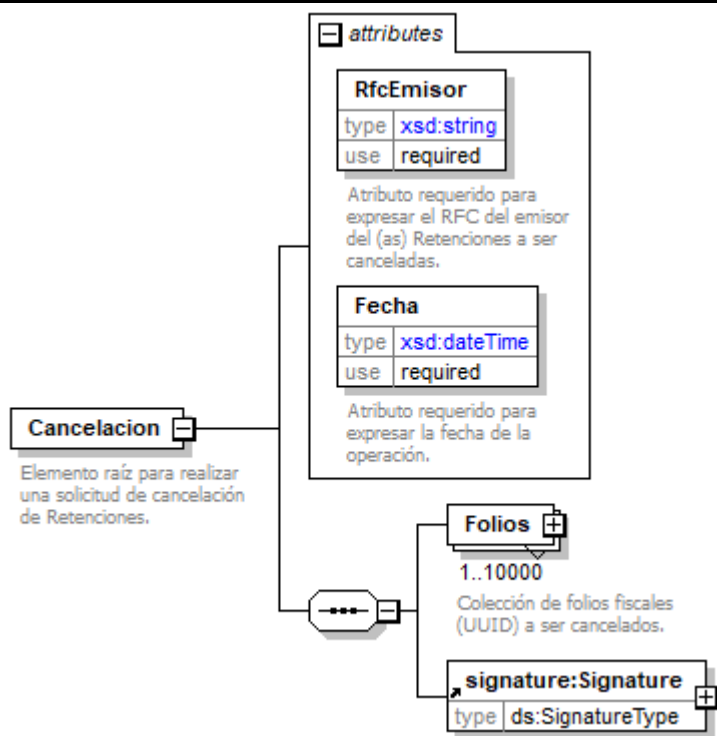 attributes
RfcEmisor
type xsd:string
use required
Atributo requerido para
expresar el RFC del emisor
del (as) Retenciones a ser
canceladas.
Fecha
type xsd:dateTime
use required
Atributo requerido para
expresar la fecha de la
operación.
Cancelacion
Elemento raíz para realizar
una solicitud de cancelación
de Retenciones.
Folios
1..10000
Colección de folios fiscales
(UUID) a ser cancelados.
signature:Signature
type ds:SignatureType